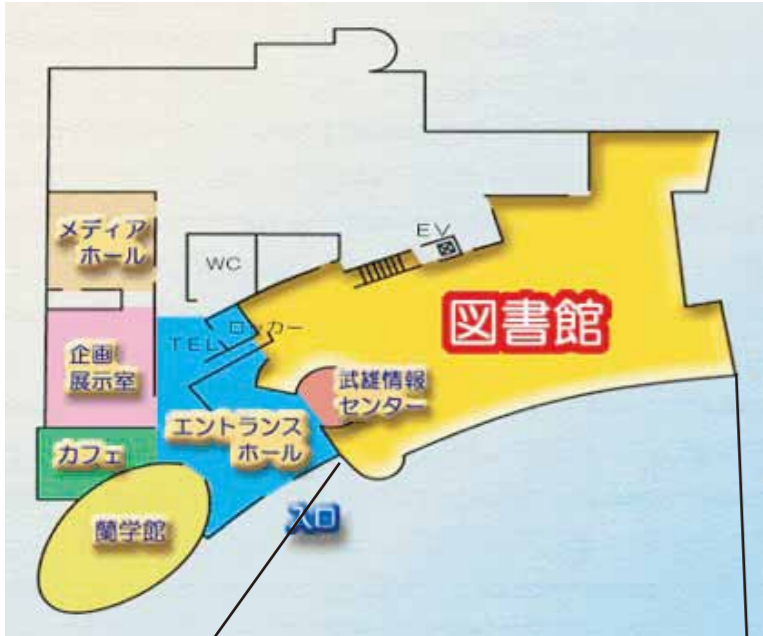 メディア
ホール
WC
EV
図書館
ロッカー
TEL
企画
展示室
武雄情報
センター
エントランス
ホール
カフェ
蘭学館
入口